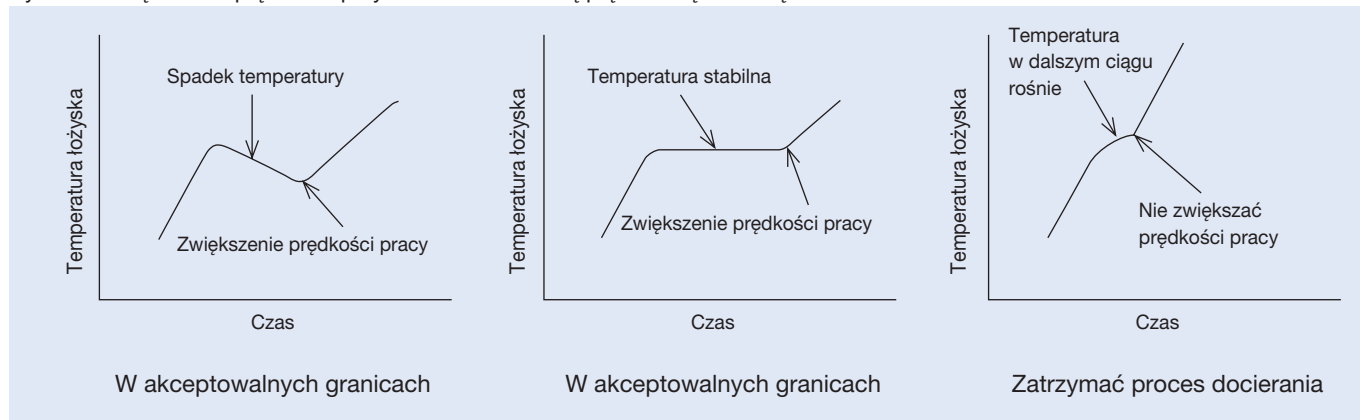 Spadek temperatury
Zwiększenie prędkości pracy
Temperatura łożyska
Czas
W akceptowalnych granicach
Temperatura stabilna
Zwiększenie prędkości pracy
Temperatura łożyska
Czas
W akceptowalnych granicach
Temperatura
w dalszym ciągu
rośnie
Nie zwiększać
prędkości pracy
Temperatura łożyska
Czas
Zatrzymać proces docierania